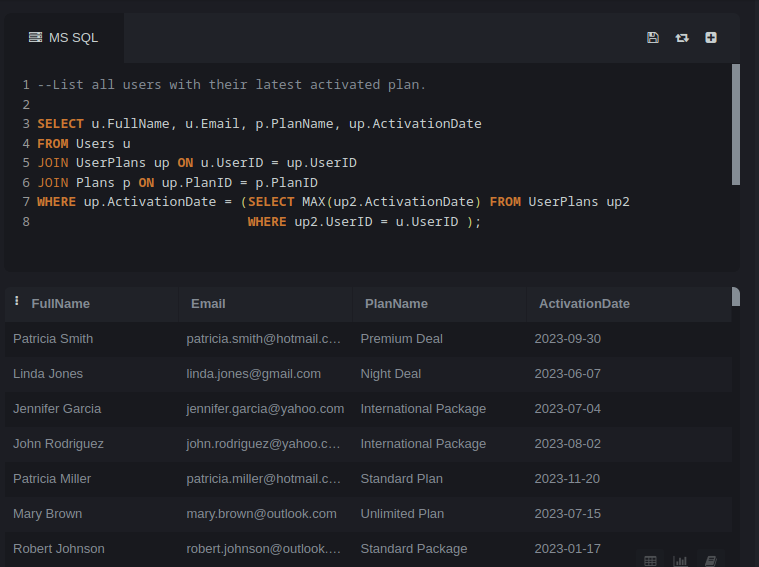 MS SQL
1 --List all users with their latest activated plan.
2
3 SELECT u.FullName, u.Email, p.PlanName, up.ActivationDate
4 FROM Users u
5 JOIN UserPlans up ON u.UserID = up.UserID
6 JOIN Plans p ON up.PlanID = p.PlanID
7 WHERE up.ActivationDate = (SELECT MAX(up2.ActivationDate) FROM UserPlans up2
8 WHERE up2.UserID = u.UserID );
FullName Email PlanName ActivationDate
Patricia Smith patricia.smith@hotmail.c... Premium Deal 2023-09-30
Linda Jones linda.jones@gmail.com Night Deal 2023-06-07
Jennifer Garcia jennifer.garcia@yahoo.com International Package 2023-07-04
John Rodriguez john.rodriguez@yahoo.c... International Package 2023-08-02
Patricia Miller patricia.miller@hotmail.c... Standard Plan 2023-11-20
Mary Brown mary.brown@outlook.com Unlimited Plan 2023-07-15
Robert Johnson robert.johnson@outlook.... Standard Package 2023-01-17